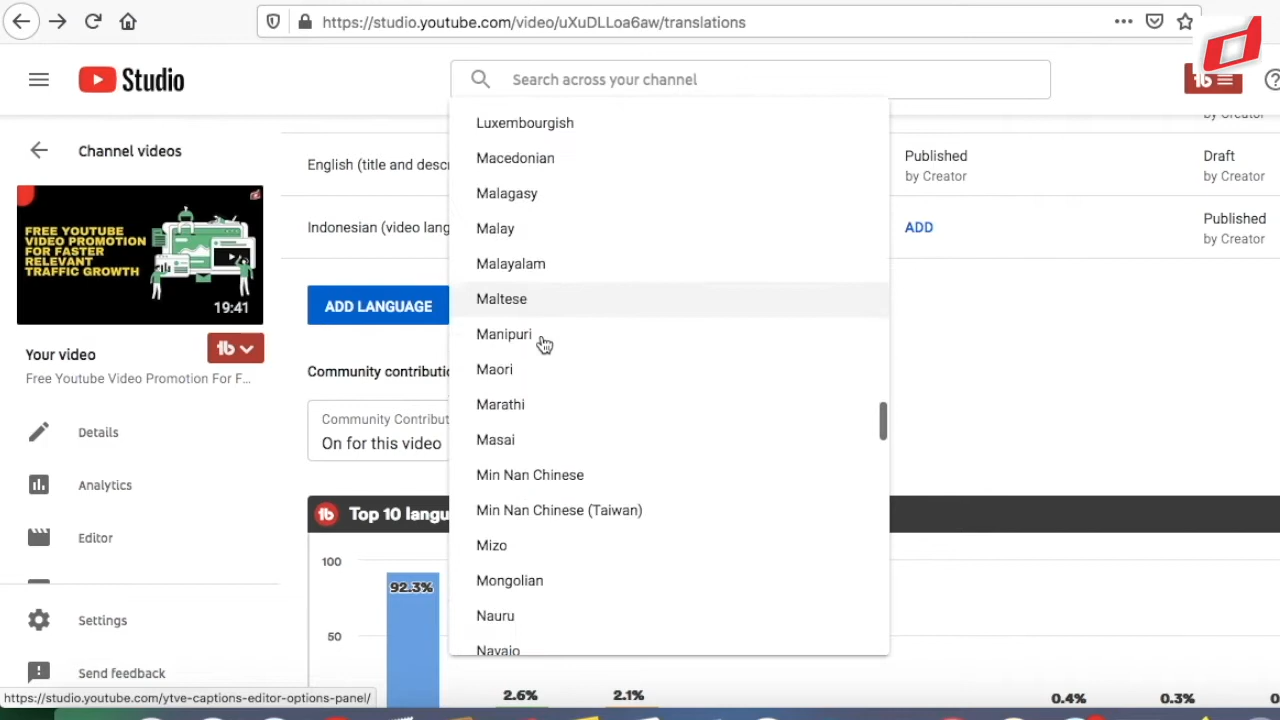 https://studio.youtube.com/video/uXuDLLoa6aw/translations
Studio
Search across your channel
Channel videos
FREE YOUTUBE
VIDEO PROMOTION
FOR FASTER
RELEVANT
TRAFFIC GROWTH
19:41
Your video
Free Youtube Video Promotion For F...
Details
Analytics
Editor
Settings
Send feedback
https://studio.youtube.com/ytve-captions-editor-options-panel/
by Creator
English (title and descr
Published
by Creator
Draft
by Creator
Indonesian (video lang
ADD
Published
by Creator
ADD LANGUAGE
Community contributio
Community Contribut
On for this video
Top 10 langu
100
92.3%
50
2.6%
2.1%
0.4%
0.3%
Luxembourgish
Macedonian
Malagasy
Malay
Malayalam
Maltese
Manipuri
Maori
Marathi
Masai
Min Nan Chinese
Min Nan Chinese (Taiwan)
Mizo
Mongolian
Nauru
Navajo